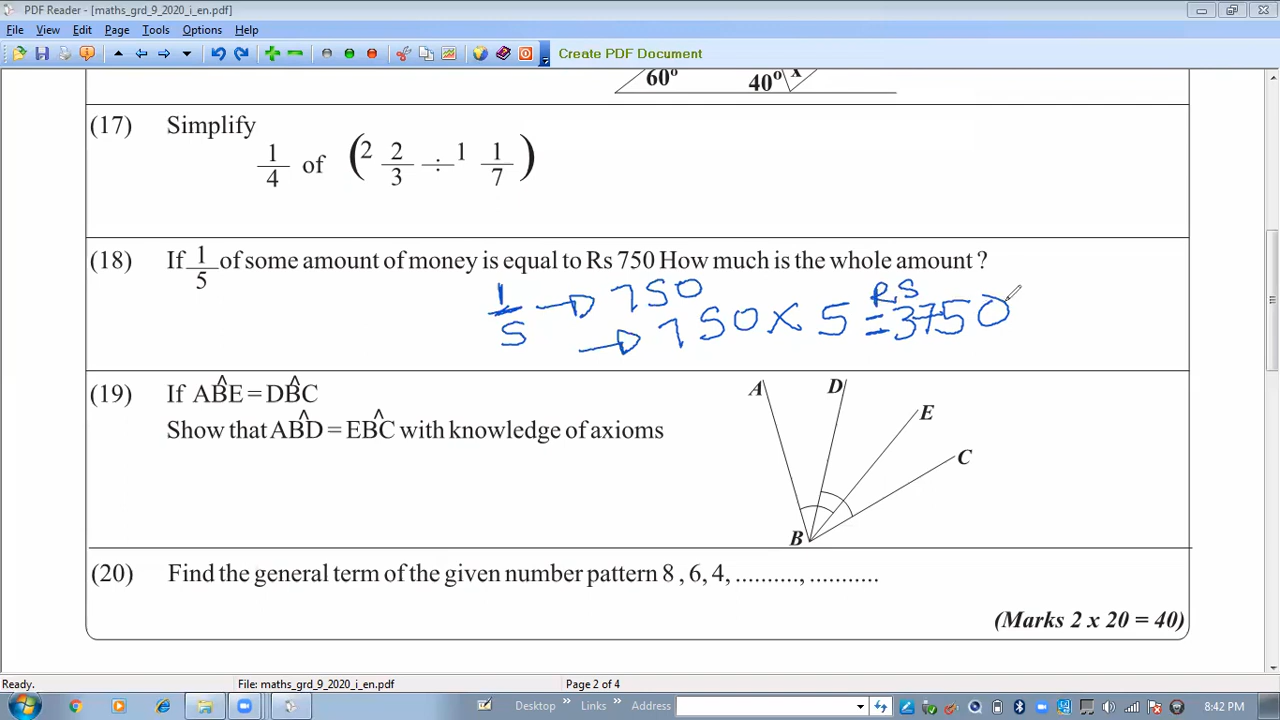 PDF Reader - [maths_grd_9_2020_i_en.pdf]
File View Edit Page Tools Options Help
Create PDF Document
60° 40° x
(17) Simplify
1/4 of (2 2/3 ÷ 1 1/7)
(18) If 1/5 of some amount of money is equal to Rs 750 How much is the whole amount ?
1/5 → 750
→ 750 × 5 = RS 3750
(19) If AB̂E = DB̂C
Show that AB̂D = EB̂C with knowledge of axioms
A D E C B
(20) Find the general term of the given number pattern 8 , 6, 4, .........., ...........
(Marks 2 x 20 = 40)
Ready. File: maths_grd_9_2020_i_en.pdf Page 2 of 4
Desktop » Links » Address 8:42 PM